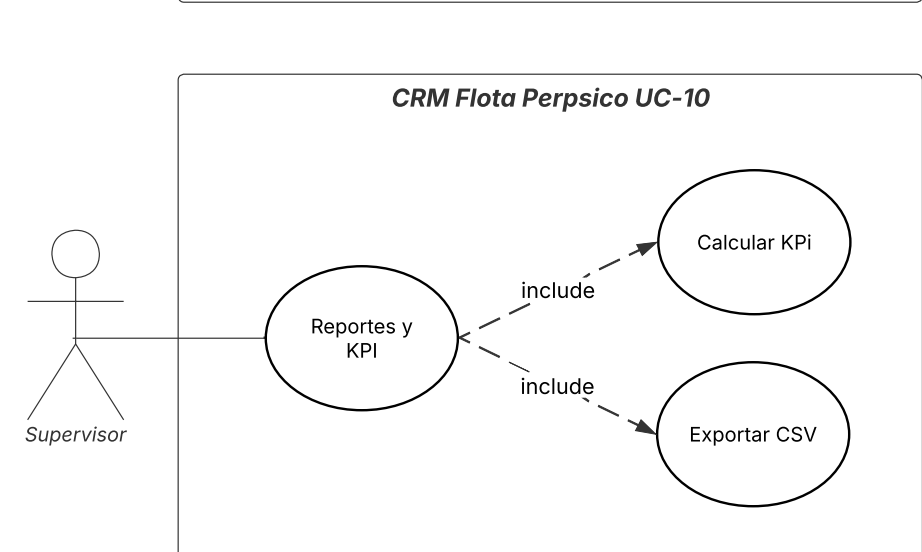 CRM Flota Perpsico UC-10
Calcular KPi
include
Reportes y
KPI
include
Exportar CSV
Supervisor